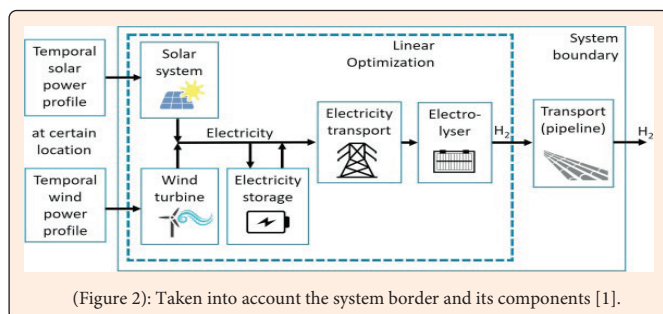 Temporal
solar
power
profile
at certain
location
Temporal
wind
power
profile
Solar
system
Electricity
Wind
turbine
Electricity
storage
Linear
Optimization
Electricity
transport
Electro-
lyser
H2
System
boundary
Transport
(pipeline)
H2
(Figure 2): Taken into account the system border and its components [1].